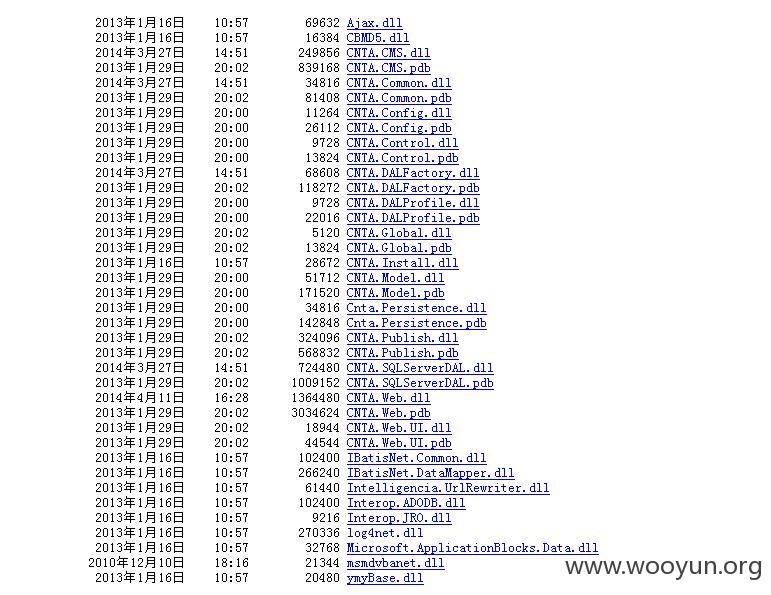 2013年1月16日 10:57 69632 Ajax.dll
2013年1月16日 10:57 16384 CBMD5.dll
2014年3月27日 14:51 249856 CNTA.CMS.dll
2013年1月29日 20:02 839168 CNTA.CMS.pdb
2014年3月27日 14:51 34816 CNTA.Common.dll
2013年1月29日 20:02 81408 CNTA.Common.pdb
2013年1月29日 20:00 11264 CNTA.Config.dll
2013年1月29日 20:00 26112 CNTA.Config.pdb
2013年1月29日 20:00 9728 CNTA.Control.dll
2013年1月29日 20:00 13824 CNTA.Control.pdb
2014年3月27日 14:51 68608 CNTA.DALFactory.dll
2013年1月29日 20:02 118272 CNTA.DALFactory.pdb
2013年1月29日 20:00 9728 CNTA.DALProfile.dll
2013年1月29日 20:00 22016 CNTA.DALProfile.pdb
2013年1月29日 20:02 5120 CNTA.Global.dll
2013年1月29日 20:02 13824 CNTA.Global.pdb
2013年1月16日 10:57 28672 CNTA.Install.dll
2013年1月29日 20:00 51712 CNTA.Model.dll
2013年1月29日 20:00 171520 CNTA.Model.pdb
2013年1月29日 20:00 34816 Cnta.Persistence.dll
2013年1月29日 20:00 142848 Cnta.Persistence.pdb
2013年1月29日 20:02 324096 CNTA.Publish.dll
2013年1月29日 20:02 568832 CNTA.Publish.pdb
2014年3月27日 14:51 724480 CNTA.SQLServerDAL.dll
2013年1月29日 20:02 1009152 CNTA.SQLServerDAL.pdb
2014年4月11日 16:28 1364480 CNTA.Web.dll
2013年1月29日 20:02 3034624 CNTA.Web.pdb
2013年1月29日 20:02 18944 CNTA.Web.UI.dll
2013年1月29日 20:02 44544 CNTA.Web.UI.pdb
2013年1月16日 10:57 102400 IBatisNet.Common.dll
2013年1月16日 10:57 266240 IBatisNet.DataMapper.dll
2013年1月16日 10:57 61440 Intelligencia.UrlRewriter.dll
2013年1月16日 10:57 102400 Interop.ADODB.dll
2013年1月16日 10:57 9216 Interop.JRO.dll
2013年1月16日 10:57 270336 log4net.dll
2013年1月16日 10:57 32768 Microsoft.ApplicationBlocks.Data.dll
2010年12月10日 18:16 21344 msmdvbanet.dll
2013年1月16日 10:57 20480 ymyBase.dll
www.wooyun.org